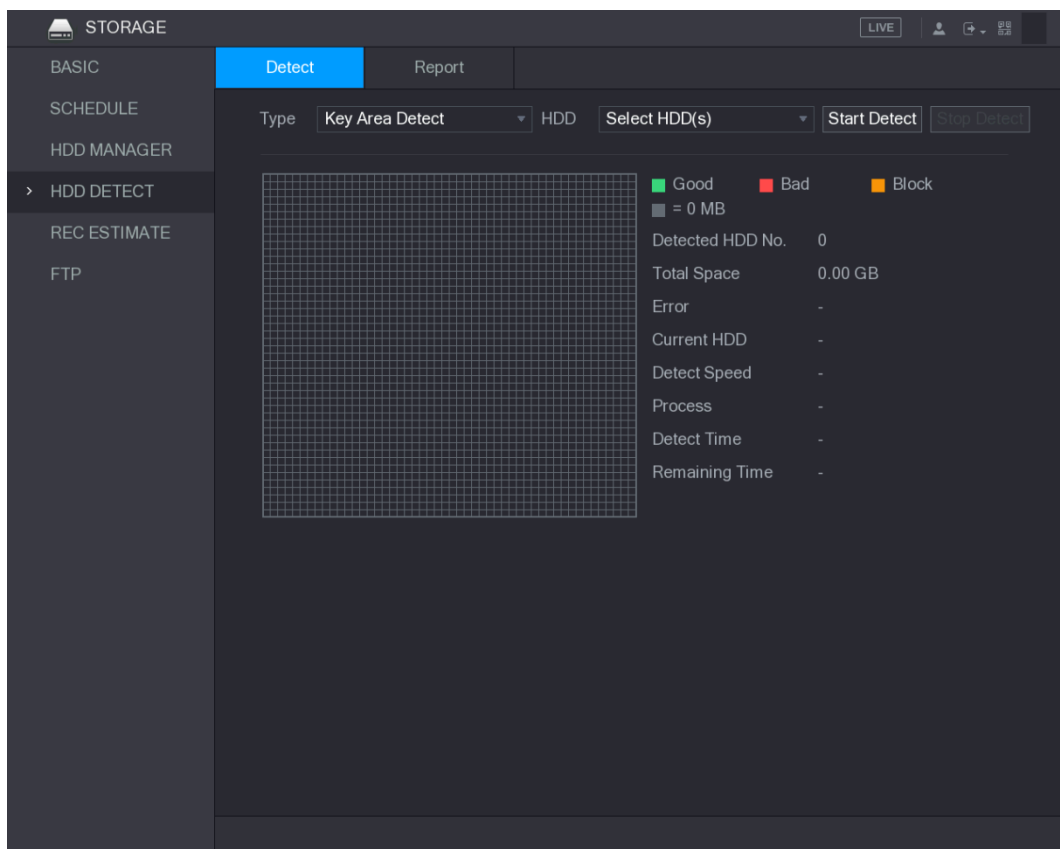 STORAGE LIVE
BASIC
SCHEDULE
HDD MANAGER
> HDD DETECT
REC ESTIMATE
FTP
Detect Report
Type Key Area Detect HDD Select HDD(s) Start Detect Stop Detect
Good Bad Block
= 0 MB
Detected HDD No. 0
Total Space 0.00 GB
Error -
Current HDD -
Detect Speed -
Process -
Detect Time -
Remaining Time -